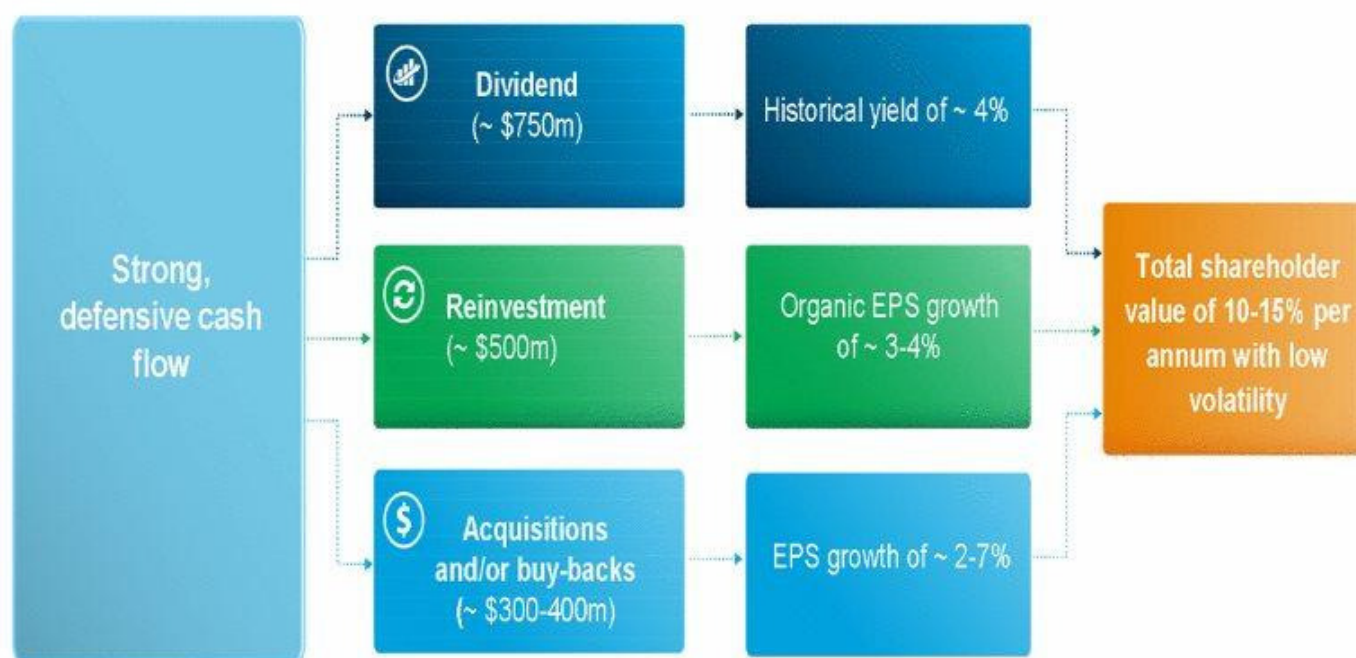 Strong,
defensive cash
flow
Dividend
(~ $750m)
Historical yield of ~ 4%
Reinvestment
(~ $500m)
Organic EPS growth
of ~ 3-4%
$
Acquisitions
and/or buy-backs
(~ $300-400m)
EPS growth of ~ 2-7%
Total shareholder
value of 10-15% per
annum with low
volatility